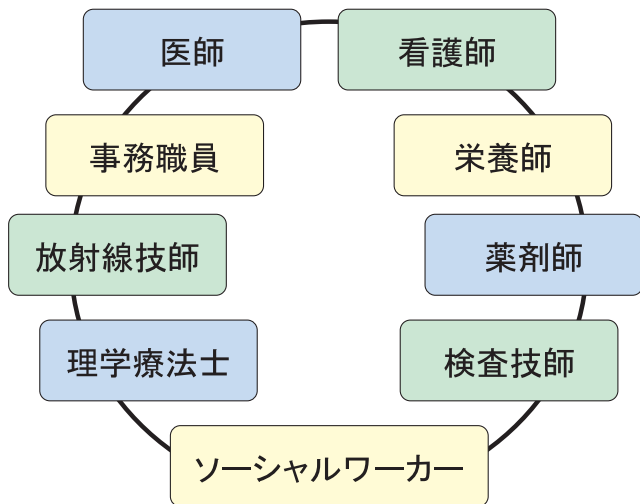 医師
看護師
事務職員
栄養師
放射線技師
薬剤師
理学療法士
検査技師
ソーシャルワーカー